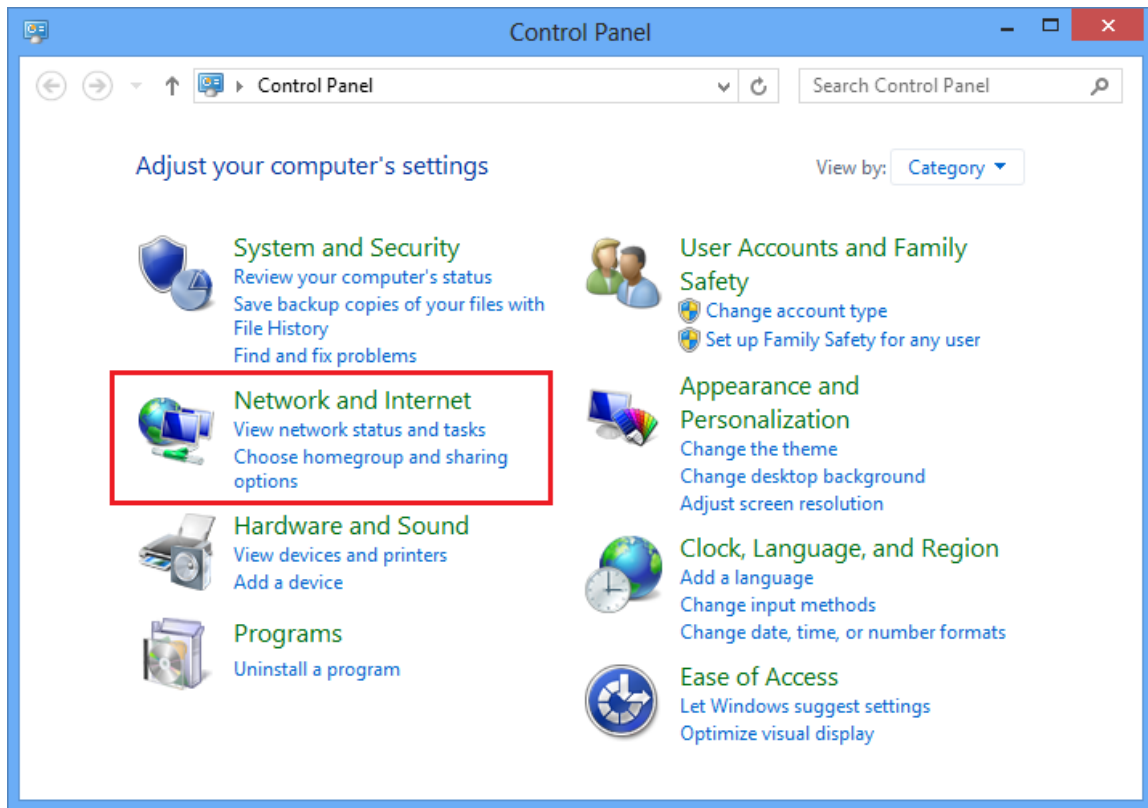 Control Panel
Control Panel
Search Control Panel
Adjust your computer's settings
View by: Category
System and Security
Review your computer's status
Save backup copies of your files with
File History
Find and fix problems
Network and Internet
View network status and tasks
Choose homegroup and sharing
options
Hardware and Sound
View devices and printers
Add a device
Programs
Uninstall a program
User Accounts and Family
Safety
Change account type
Set up Family Safety for any user
Appearance and
Personalization
Change the theme
Change desktop background
Adjust screen resolution
Clock, Language, and Region
Add a language
Change input methods
Change date, time, or number formats
Ease of Access
Let Windows suggest settings
Optimize visual display